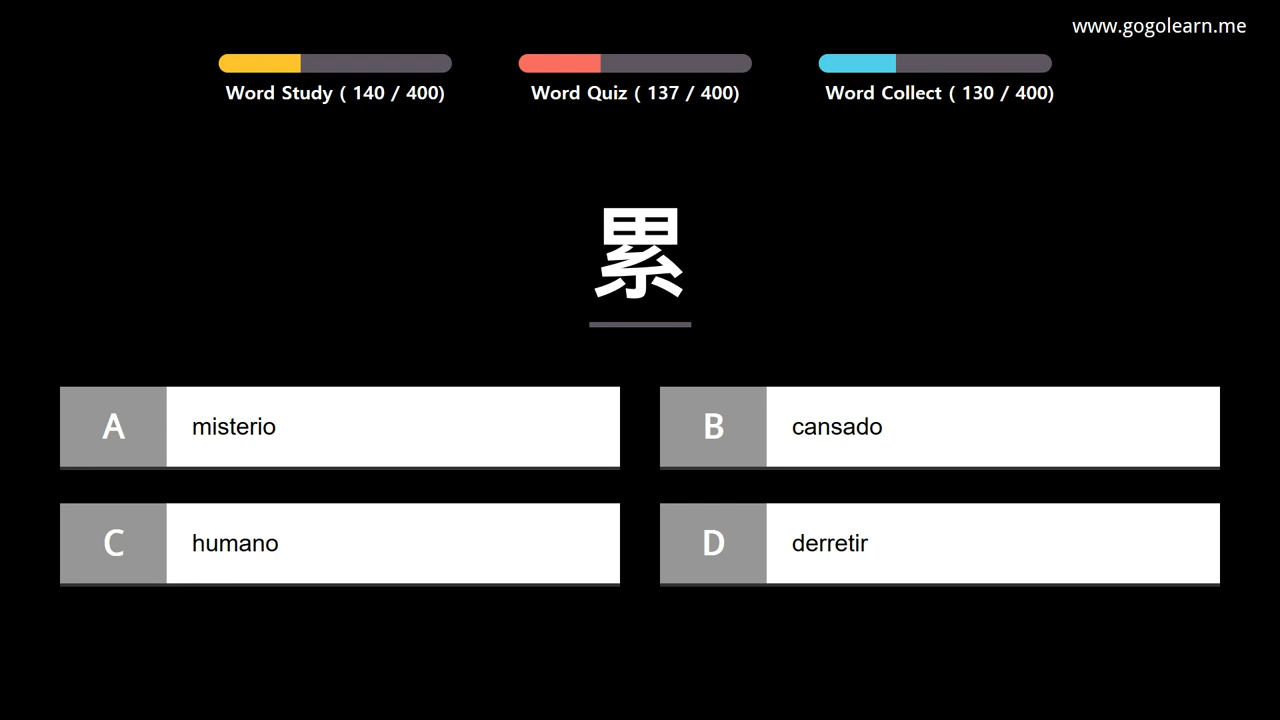 www.gogolearn.me
Word Study ( 140 / 400)
Word Quiz ( 137 / 400)
Word Collect ( 130 / 400)
累
A misterio
B cansado
C humano
D derretir